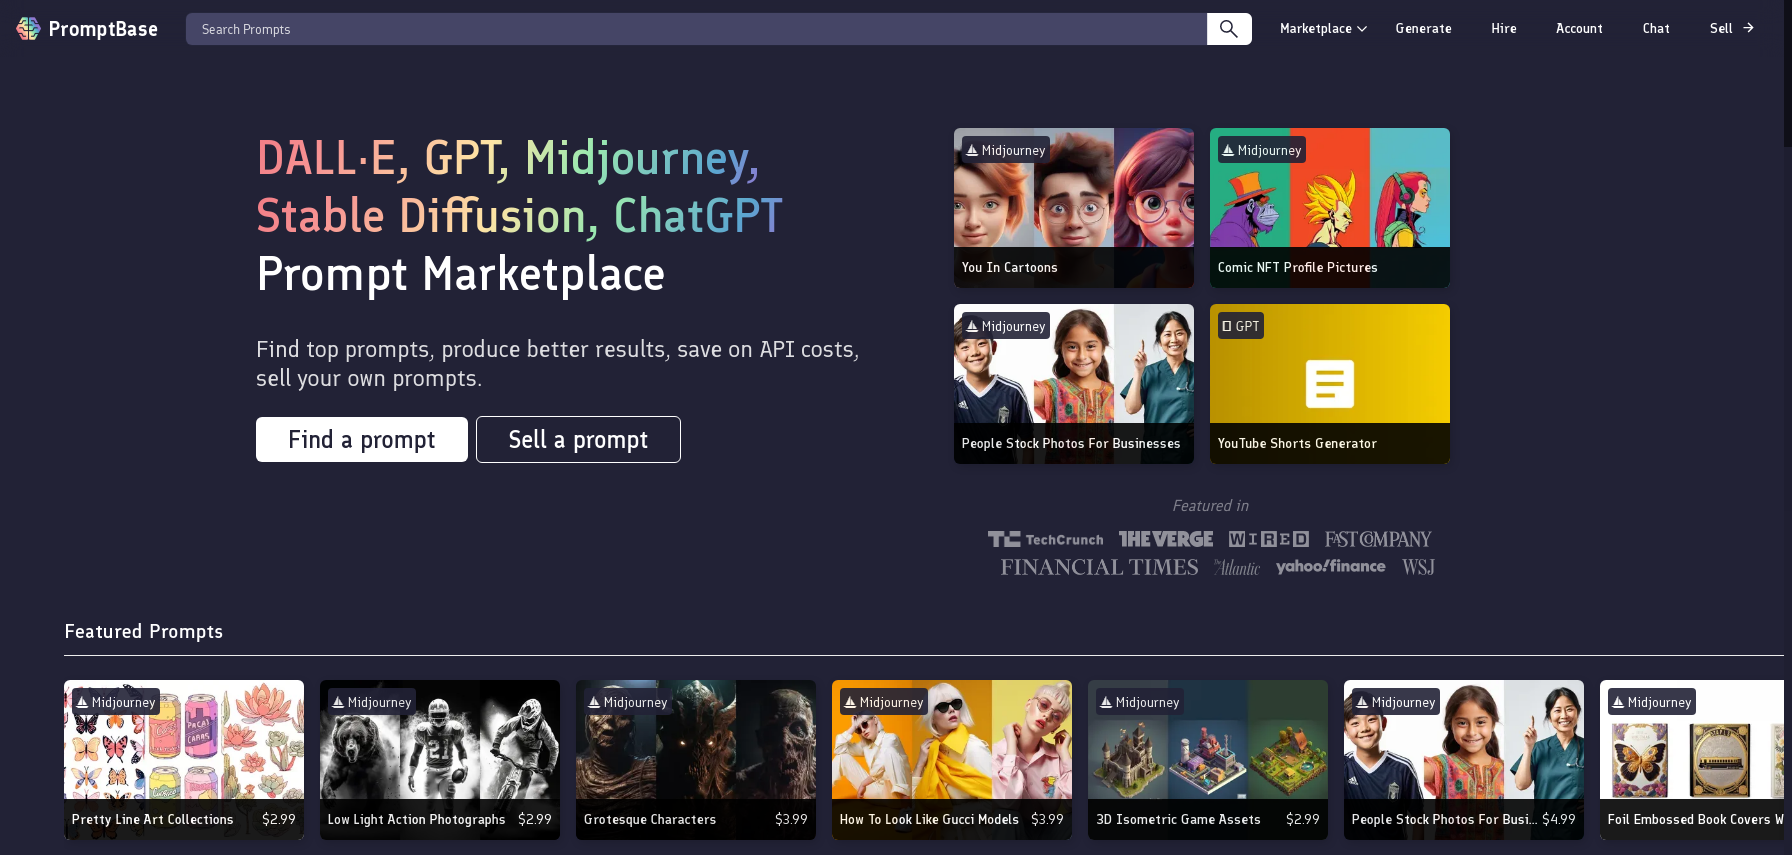 PromptBase
Search Prompts
Marketplace
Generate
Hire
Account
Chat
Sell
DALL·E, GPT, Midjourney,
Stable Diffusion, ChatGPT
Prompt Marketplace
Find top prompts, produce better results, save on API costs,
sell your own prompts.
Find a prompt
Sell a prompt
Midjourney
You In Cartoons
Midjourney
Comic NFT Profile Pictures
Midjourney
People Stock Photos For Businesses
GPT
YouTube Shorts Generator
Featured in
TC TechCrunch
THE VERGE
WIRED
FAST COMPANY
FINANCIAL TIMES
The Atlantic
yahoo!finance
WSJ
Featured Prompts
Midjourney
Pretty Line Art Collections $2.99
Midjourney
21
Low Light Action Photographs $2.99
Midjourney
Grotesque Characters $3.99
Midjourney
How To Look Like Gucci Models $3.99
Midjourney
3D Isometric Game Assets $2.99
Midjourney
People Stock Photos For Busi... $4.99
Midjourney
Foil Embossed Book Covers W